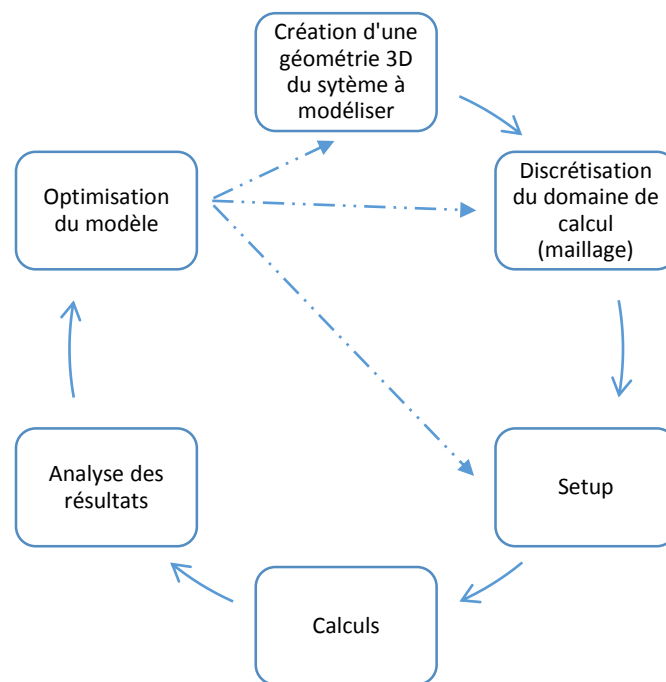 Création d'une
géométrie 3D
du sytème à
modéliser
Discrétisation
du domaine de
calcul
(maillage)
Setup
Calculs
Analyse des
résultats
Optimisation
du modèle